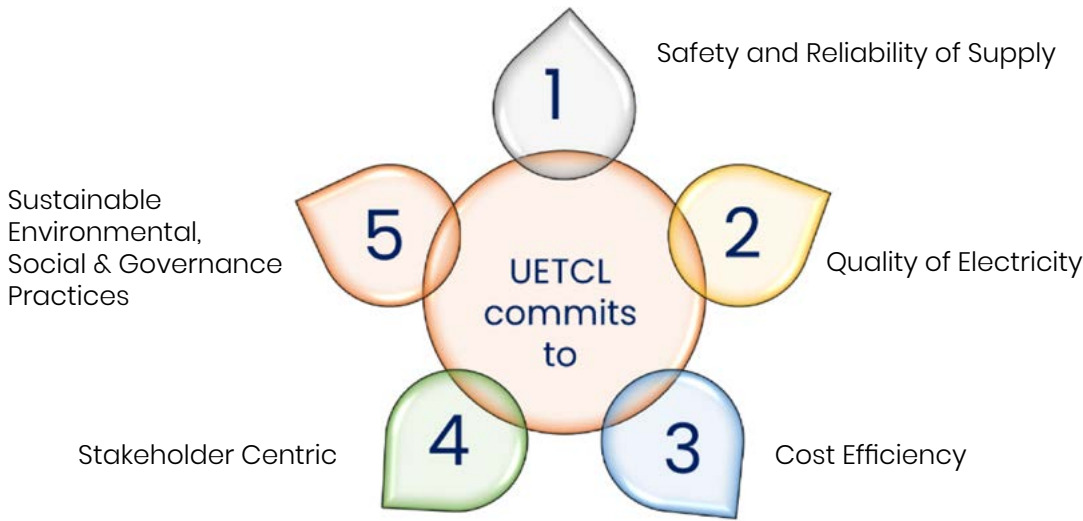 1
Safety and Reliability of Supply
2
Quality of Electricity
3
Cost Efficiency
4
Stakeholder Centric
5
Sustainable
Environmental,
Social & Governance
Practices
UETCL
commits
to